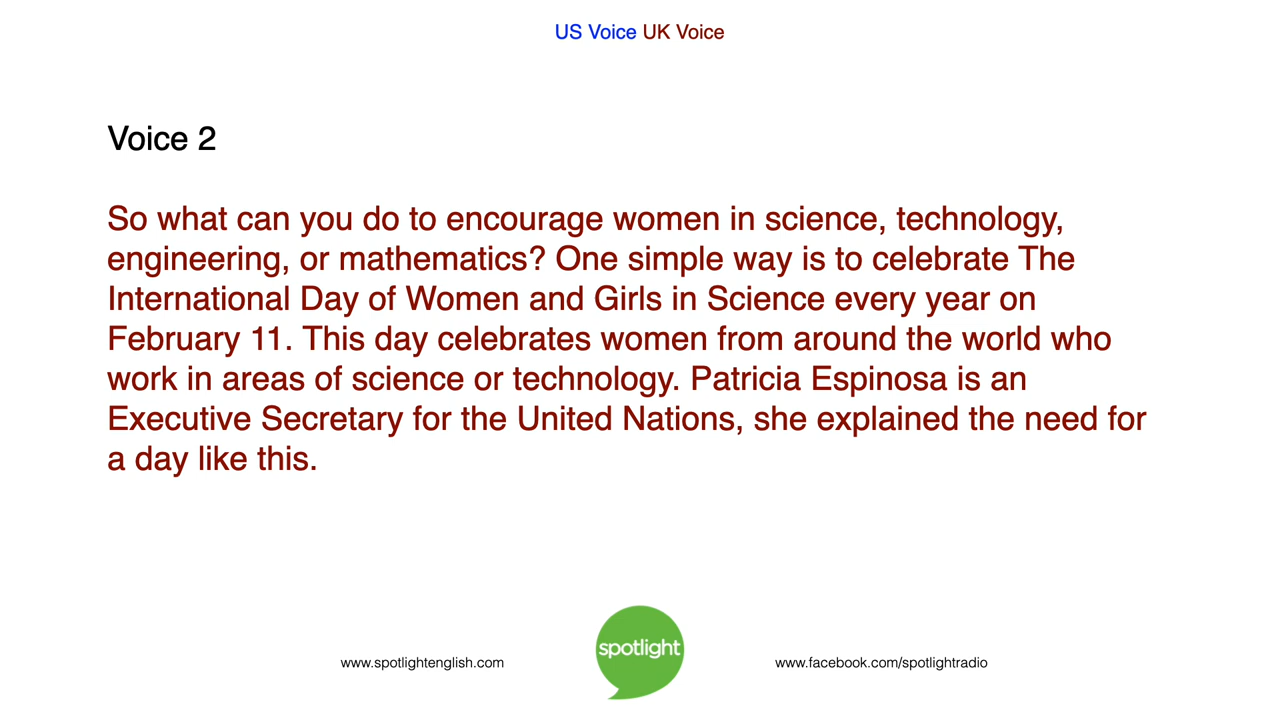 US Voice UK Voice
Voice 2
So what can you do to encourage women in science, technology,
engineering, or mathematics? One simple way is to celebrate The
International Day of Women and Girls in Science every year on
February 11. This day celebrates women from around the world who
work in areas of science or technology. Patricia Espinosa is an
Executive Secretary for the United Nations, she explained the need for
a day like this.
spotlight
www.spotlightenglish.com
www.facebook.com/spotlightradio